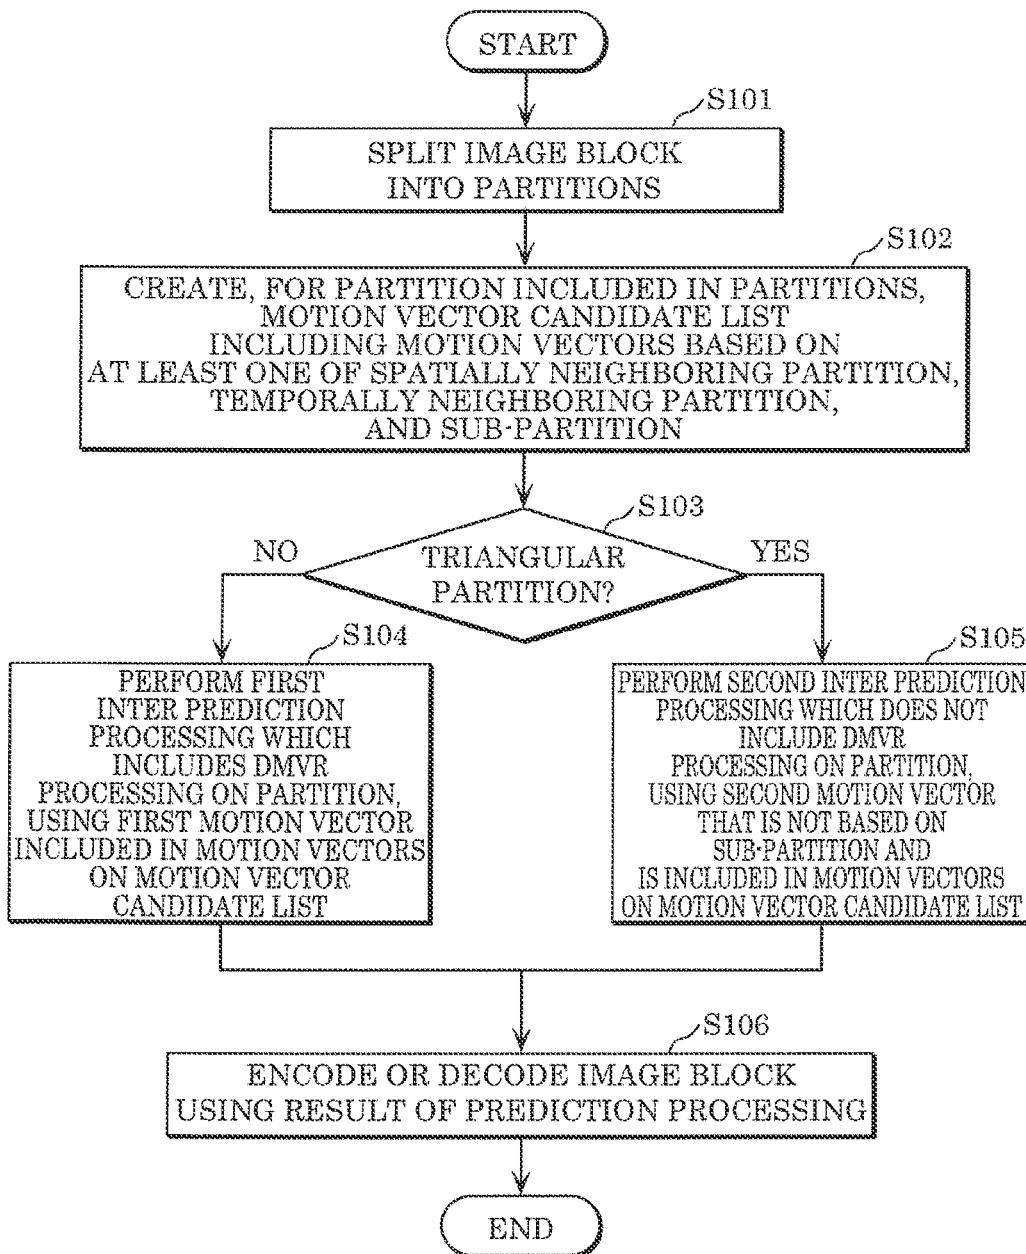 START
S101
SPLIT IMAGE BLOCK
INTO PARTITIONS
S102
CREATE, FOR PARTITION INCLUDED IN PARTITIONS,
MOTION VECTOR CANDIDATE LIST
INCLUDING MOTION VECTORS BASED ON
AT LEAST ONE OF SPATIALLY NEIGHBORING PARTITION,
TEMPORALLY NEIGHBORING PARTITION,
AND SUB-PARTITION
S103
NO
TRIANGULAR
PARTITION?
YES
S104
PERFORM FIRST
INTER PREDICTION
PROCESSING WHICH
INCLUDES DMVR
PROCESSING ON PARTITION,
USING FIRST MOTION VECTOR
INCLUDED IN MOTION VECTORS
ON MOTION VECTOR
CANDIDATE LIST
S105
PERFORM SECOND INTER PREDICTION
PROCESSING WHICH DOES NOT
INCLUDE DMVR
PROCESSING ON PARTITION,
USING SECOND MOTION VECTOR
THAT IS NOT BASED ON
SUB-PARTITION AND
IS INCLUDED IN MOTION VECTORS
ON MOTION VECTOR CANDIDATE LIST
S106
ENCODE OR DECODE IMAGE BLOCK
USING RESULT OF PREDICTION PROCESSING
END